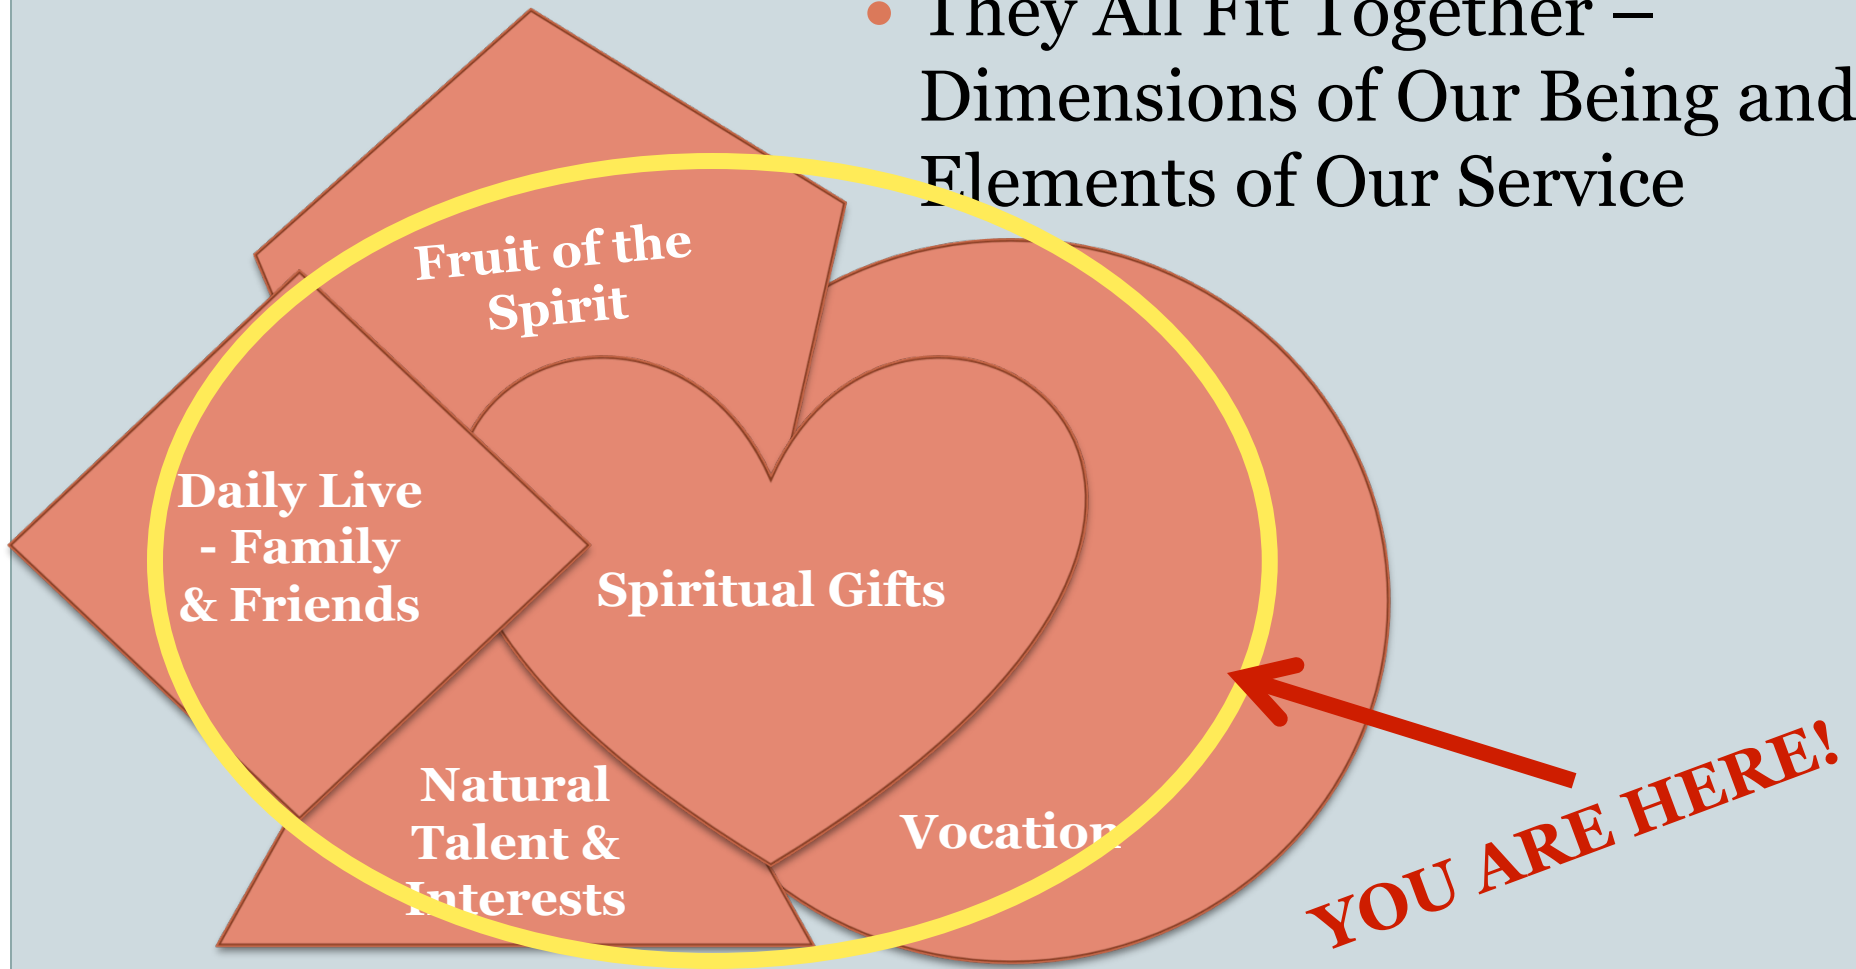 • They All Fit Together –
Dimensions of Our Being and
Elements of Our Service
Fruit of the
Spirit
Daily Live
- Family
& Friends
Spiritual Gifts
Natural
Talent &
Interests
Vocation
YOU ARE HERE!